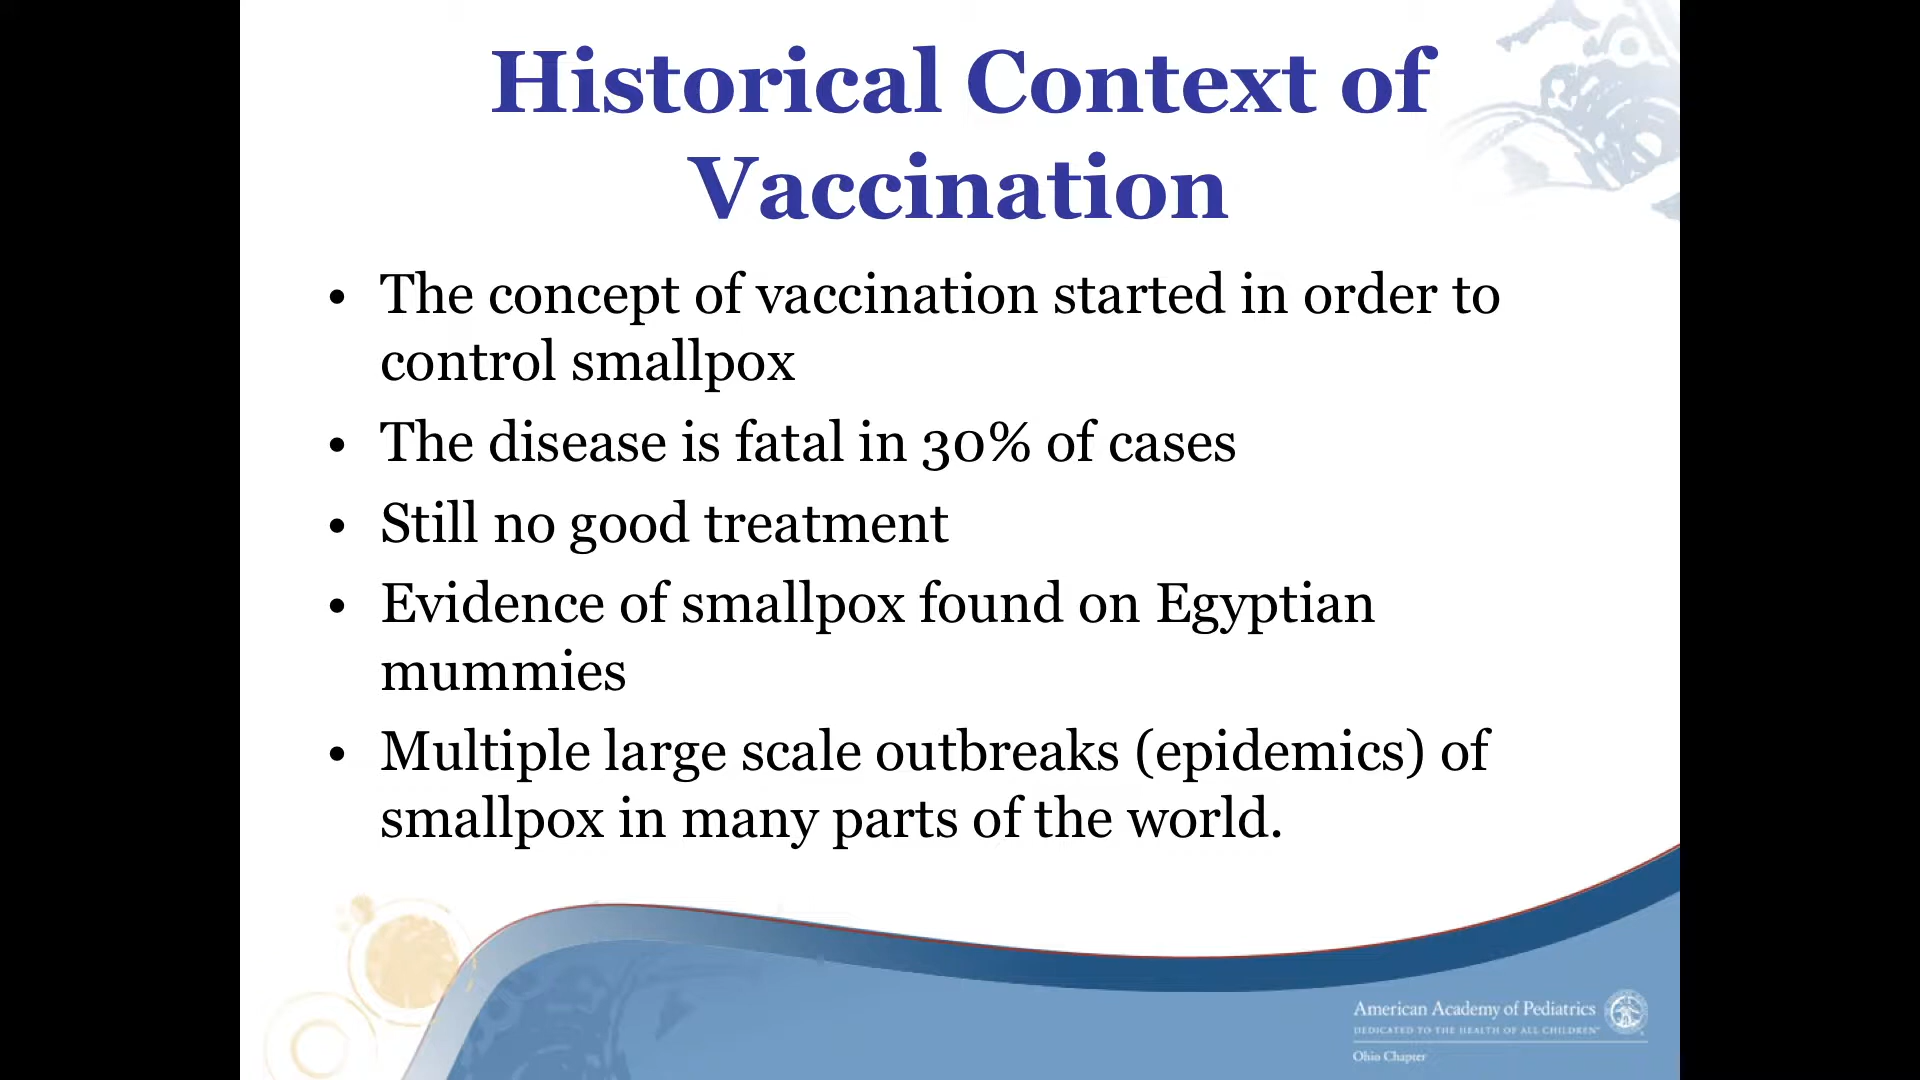 Historical Context of
Vaccination
• The concept of vaccination started in order to
control smallpox
• The disease is fatal in 30% of cases
• Still no good treatment
• Evidence of smallpox found on Egyptian
mummies
• Multiple large scale outbreaks (epidemics) of
smallpox in many parts of the world.
American Academy of Pediatrics
DEDICATED TO THE HEALTH OF ALL CHILDREN™
Ohio Chapter